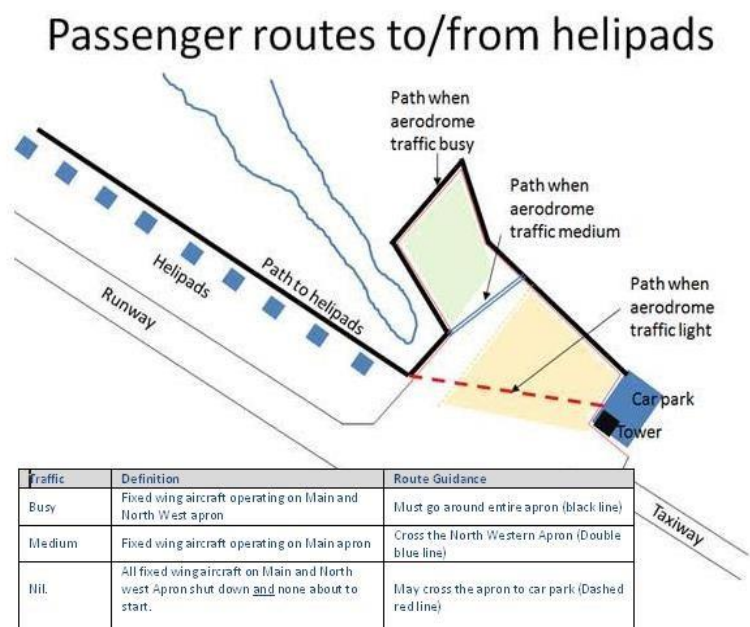 Passenger routes to/from helipads
Path when
aerodrome
traffic busy
Path when
aerodrome
traffic medium
Path when
aerodrome
traffic light
Helipads
Path to helipads
Runway
Car park
Tower
Taxiway
Traffic
Definition
Route Guidance
Busy
Fixed wing aircraft operating on Main and
North West apron
Must go around entire apron (black line)
Medium
Fixed wing aircraft operating on Main apron
Cross the North Western Apron (Double
blue line)
Nil.
All fixed wing aircraft on Main and North
west Apron shut down and none about to
start.
May cross the apron to car park (Dashed
red line)